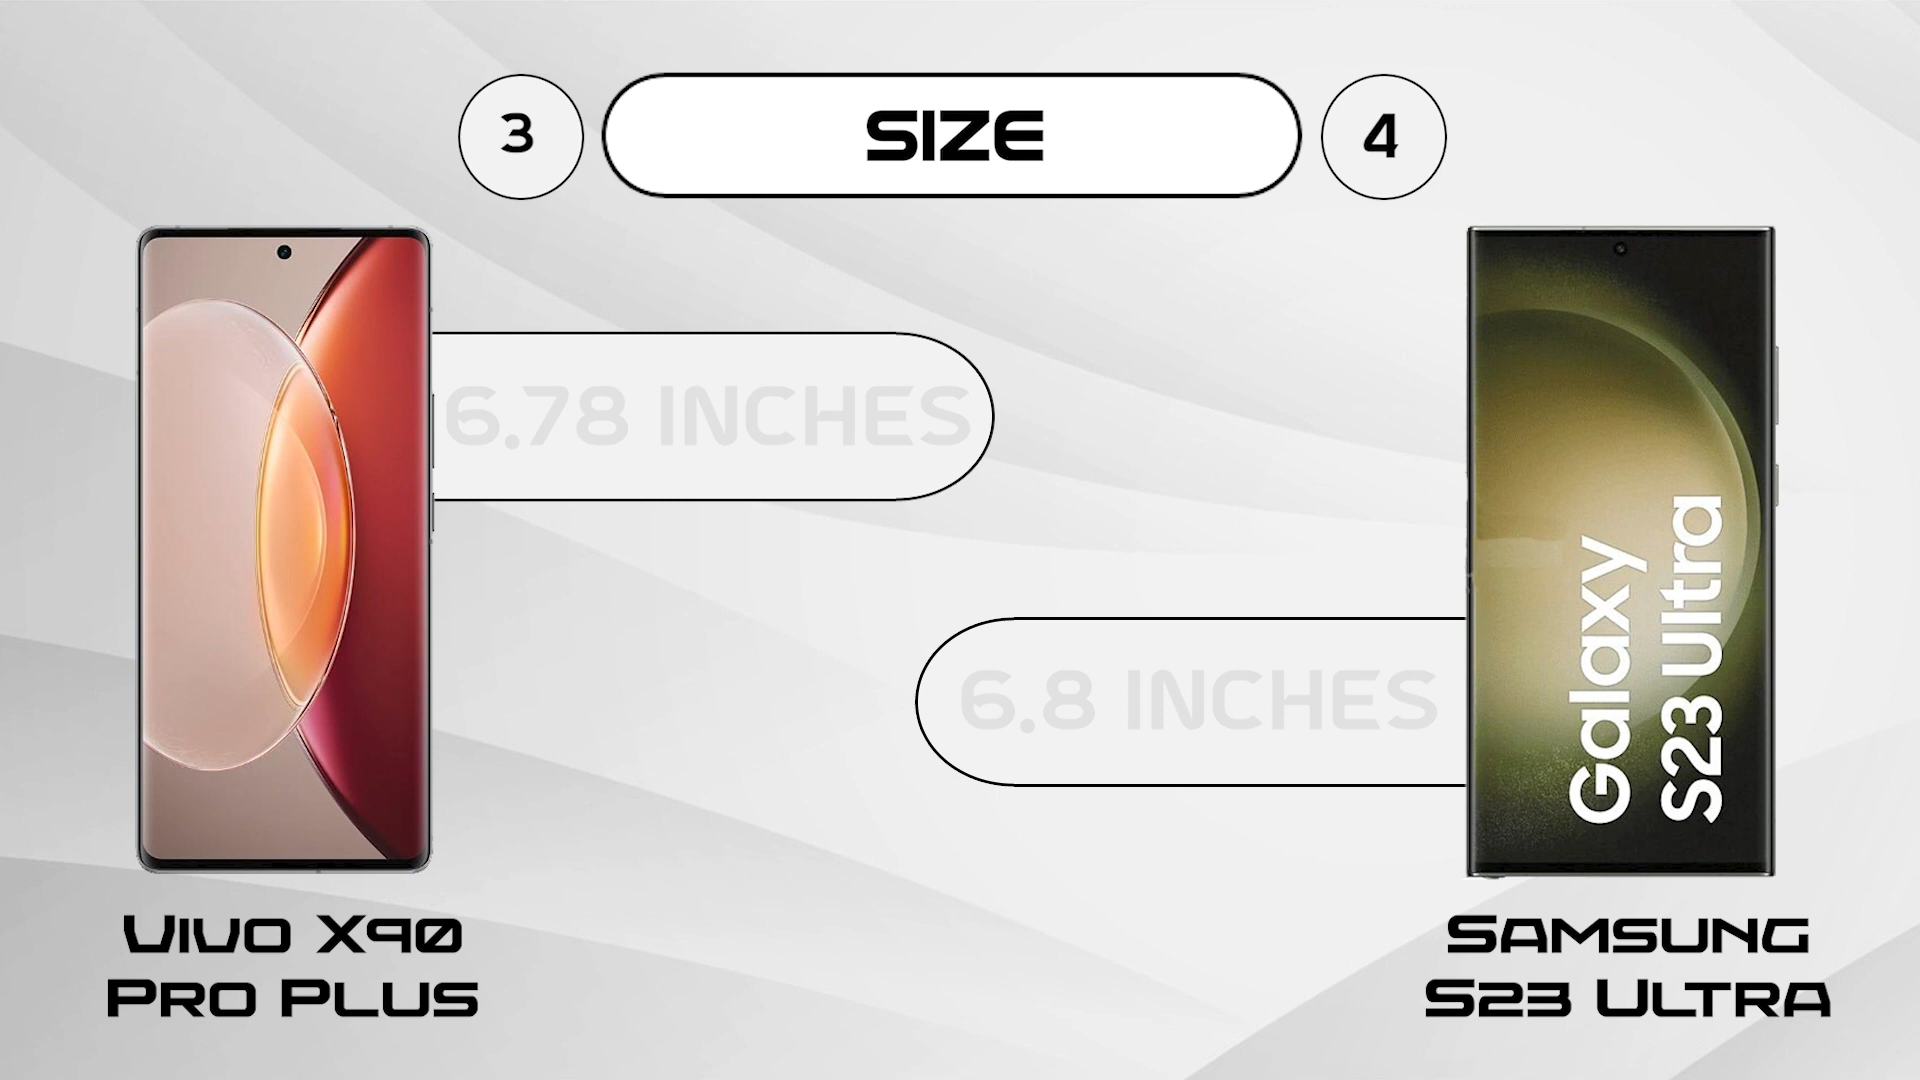 3
SIZE
4
6.78 INCHES
6.8 INCHES
Galaxy
S23 Ultra
Vivo X90
Pro Plus
Samsung
S23 Ultra